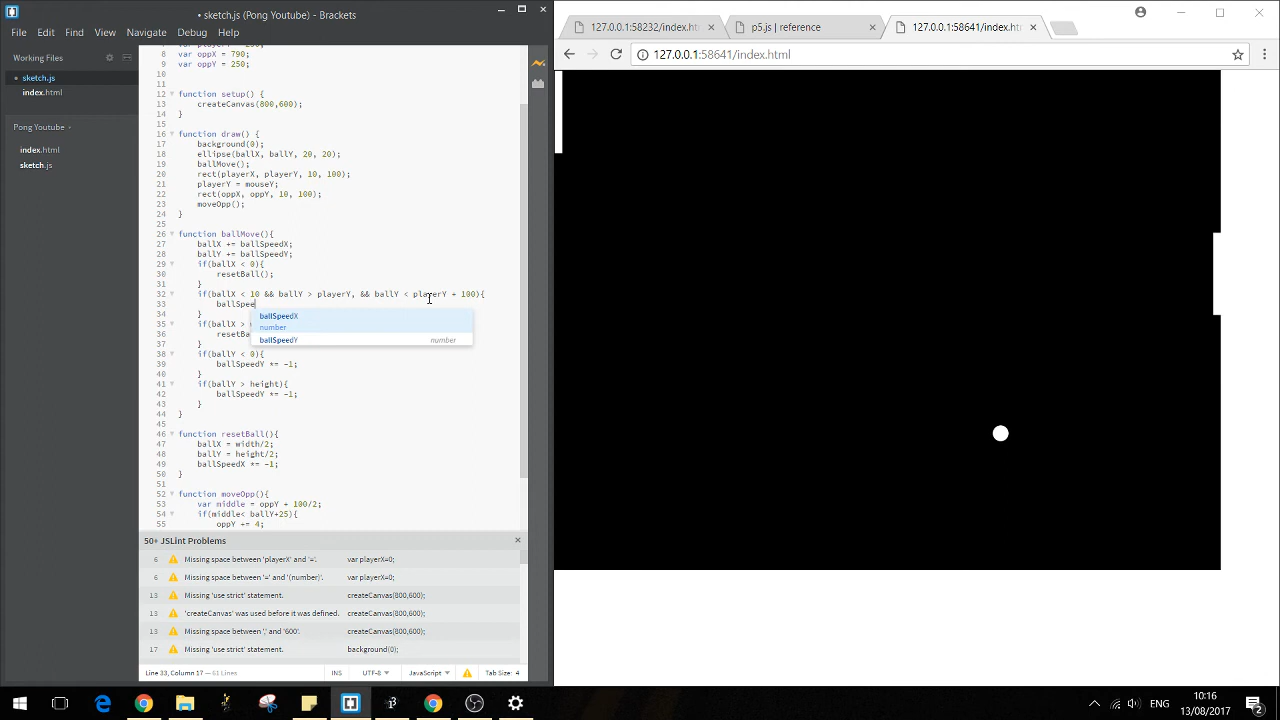 • sketch.js (Pong Youtube) - Brackets
File Edit Find View Navigate Debug Help
Working Files
sketch.js
index.html
Pong Youtube
index.html
sketch.js
8 var oppX = 790;
9 var oppY = 250;
10
11
12 function setup() {
13 createCanvas(800,600);
14 }
15
16 function draw() {
17 background(0);
18 ellipse(ballX, ballY, 20, 20);
19 ballMove();
20 rect(playerX, playerY, 10, 100);
21 playerY = mouseY;
22 rect(oppX, oppY, 10, 100);
23 moveOpp();
24 }
25
26 function ballMove(){
27 ballX += ballSpeedX;
28 ballY += ballSpeedY;
29 if(ballX < 0){
30 resetBall();
31 }
32 if(ballX < 10 && ballY > playerY, && ballY < playerY + 100){
33 ballSpee
34 }
35 if(ballX >
36 resetBa
37 }
38 if(ballY < 0){
39 ballSpeedY *= -1;
40 }
41 if(ballY > height){
42 ballSpeedY *= -1;
43 }
44 }
45
46 function resetBall(){
47 ballX = width/2;
48 ballY = height/2;
49 ballSpeedX *= -1;
50 }
51
52 function moveOpp(){
53 var middle = oppY + 100/2;
54 if(middle< ballY+25){
55 oppY += 4;
ballSpeedX
number
ballSpeedY number
50+ JSLint Problems
6 Missing space between 'playerX' and '='. var playerX=0;
6 Missing space between '=' and '(number)'. var playerX=0;
13 Missing 'use strict' statement. createCanvas(800,600);
13 'createCanvas' was used before it was defined. createCanvas(800,600);
13 Missing space between ',' and '600'. createCanvas(800,600);
17 Missing 'use strict' statement. background(0);
Line 33, Column 17 — 61 Lines INS UTF-8 JavaScript Tab Size: 4
127.0.0.1:58232/index.ht
p5.js | reference
127.0.0.1:58641/index.ht
127.0.0.1:58641/index.html
ENG
10:16
13/08/2017
2